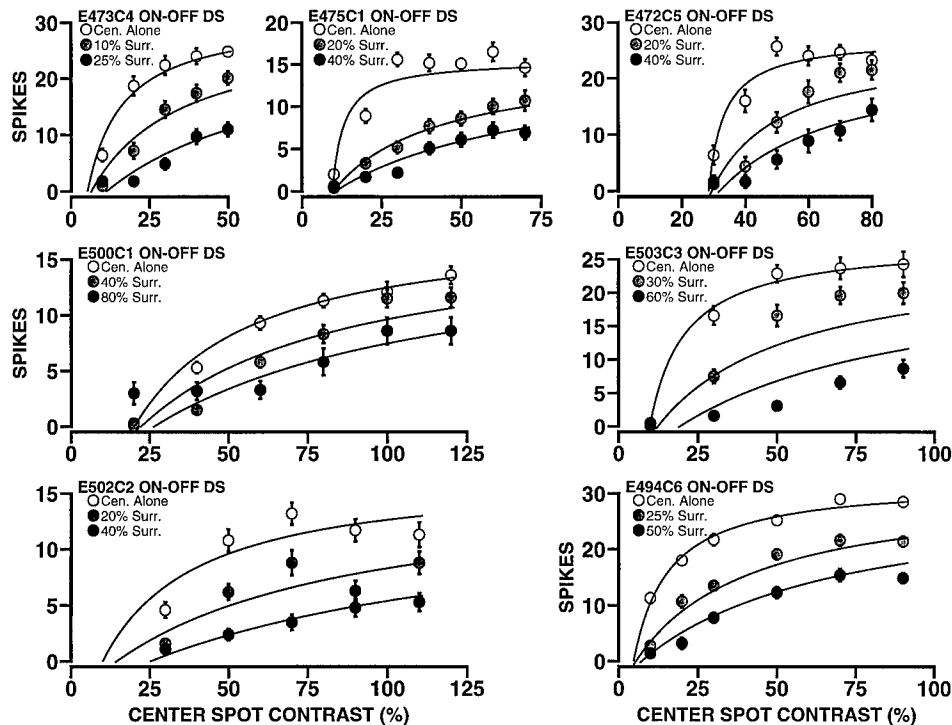 E473C4 ON-OFF DS
Cen. Alone
10% Surr.
25% Surr.
30
20
10
0
SPIKES
0
25
50
E475C1 ON-OFF DS
Cen. Alone
20% Surr.
40% Surr.
20
15
10
5
0
0
25
50
75
E472C5 ON-OFF DS
Cen. Alone
20% Surr.
40% Surr.
30
20
10
0
20
40
60
80
E500C1 ON-OFF DS
Cen. Alone
40% Surr.
80% Surr.
15
10
5
0
SPIKES
0
25
50
75
100
125
E503C3 ON-OFF DS
Cen. Alone
30% Surr.
60% Surr.
25
20
15
10
5
0
0
25
50
75
100
E502C2 ON-OFF DS
Cen. Alone
20% Surr.
40% Surr.
15
10
5
0
0
25
50
75
100
125
CENTER SPOT CONTRAST (%)
E494C6 ON-OFF DS
Cen. Alone
25% Surr.
50% Surr.
30
20
10
0
SPIKES
0
25
50
75
100
CENTER SPOT CONTRAST (%)